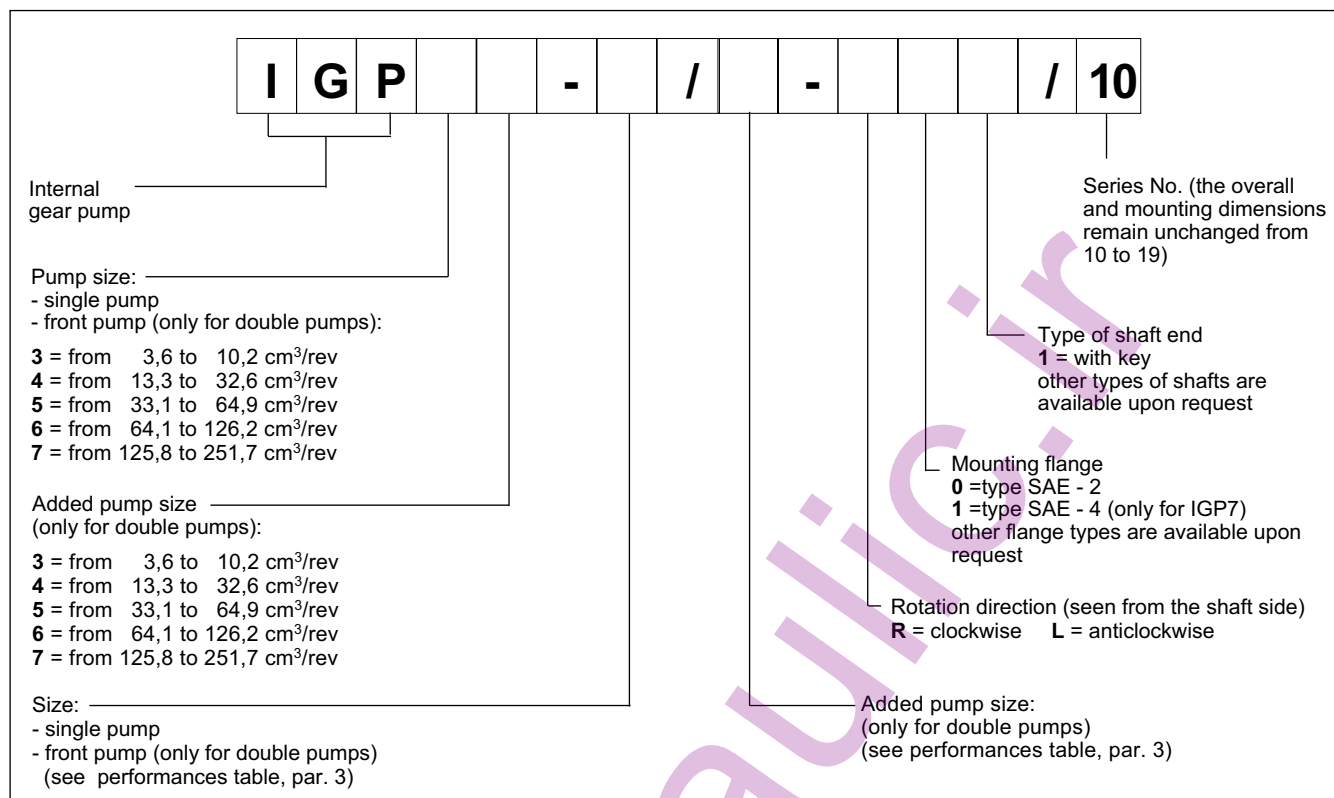 I G P - / - / 10
Internal
gear pump
Series No. (the overall
and mounting dimensions
remain unchanged from
10 to 19)
Pump size:
- single pump
- front pump (only for double pumps):
3 = from 3,6 to 10,2 cm³/rev
4 = from 13,3 to 32,6 cm³/rev
5 = from 33,1 to 64,9 cm³/rev
6 = from 64,1 to 126,2 cm³/rev
7 = from 125,8 to 251,7 cm³/rev
Type of shaft end
1 = with key
other types of shafts are
available upon request
Mounting flange
0 =type SAE - 2
1 =type SAE - 4 (only for IGP7)
other flange types are available upon
request
Added pump size
(only for double pumps):
3 = from 3,6 to 10,2 cm³/rev
4 = from 13,3 to 32,6 cm³/rev
5 = from 33,1 to 64,9 cm³/rev
6 = from 64,1 to 126,2 cm³/rev
7 = from 125,8 to 251,7 cm³/rev
Rotation direction (seen from the shaft side)
R = clockwise L = anticlockwise
Size:
- single pump
- front pump (only for double pumps)
(see performances table, par. 3)
Added pump size:
(only for double pumps)
(see performances table, par. 3)
aulic.ir